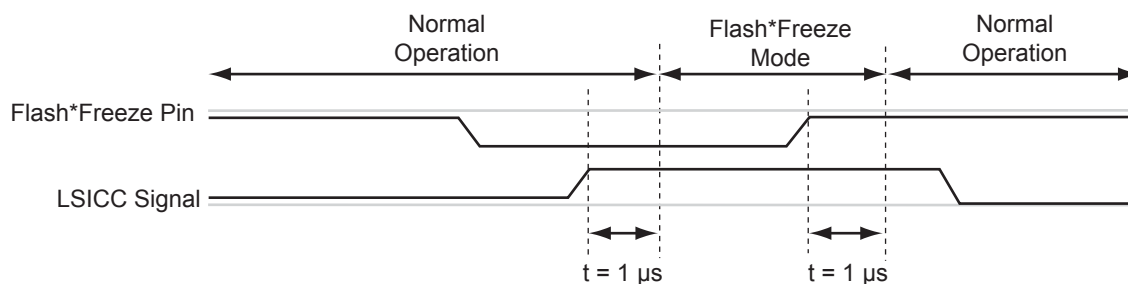 Normal
Operation
Flash*Freeze
Mode
Normal
Operation
Flash*Freeze Pin
LSICC Signal
t = 1 µs
t = 1 µs